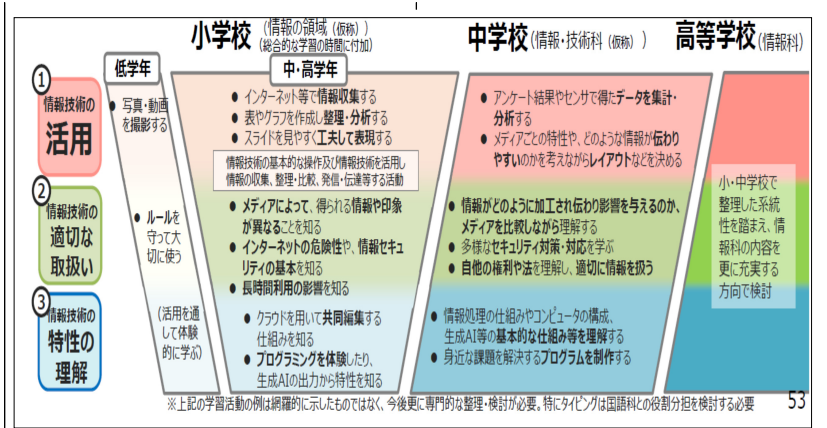 小学校（情報の領域（仮称））
（総合的な学習の時間に付加）
中学校（情報・技術科（仮称））
高等学校（情報科）
低学年
中・高学年
①
情報技術の
活用
● 写真・動画
を撮影する
● インターネット等で情報収集する
● 表やグラフを作成し整理・分析する
● スライドを見やすく工夫して表現する
情報技術の基本的な操作及び情報技術を活用し
情報の収集、整理・比較、発信・伝達等する活動
● アンケート結果やセンサで得たデータを集計・
分析する
● メディアごとの特性や、どのような情報が伝わり
やすいのかを考えながらレイアウトなどを決める
②
情報技術の
適切な
取扱い
● ルールを
守って大
切に使う
● メディアによって、得られる情報や印象
が異なることを知る
● インターネットの危険性や、情報セキュ
リティの基本を知る
● 長時間利用の影響を知る
● 情報がどのように加工され伝わり影響を与えるのか、
メディアを比較しながら理解する
● 多様なセキュリティ対策・対応を学ぶ
● 自他の権利や法を理解し、適切に情報を扱う
小・中学校で
整理した系統
性を踏まえ、情
報科の内容を
更に充実する
方向で検討
③
情報技術の
特性の
理解
（活用を通
して体験
的に学ぶ）
● クラウドを用いて共同編集する
仕組みを知る
● プログラミングを体験したり、
生成AIの出力から特性を知る
● 情報処理の仕組みやコンピュータの構成、
生成AI等の基本的な仕組み等を理解する
● 身近な課題を解決するプログラムを制作する
※上記の学習活動の例は網羅的に示したものではなく、今後更に専門的な整理・検討が必要。特にタイピングは国語科との役割分担を検討する必要
53